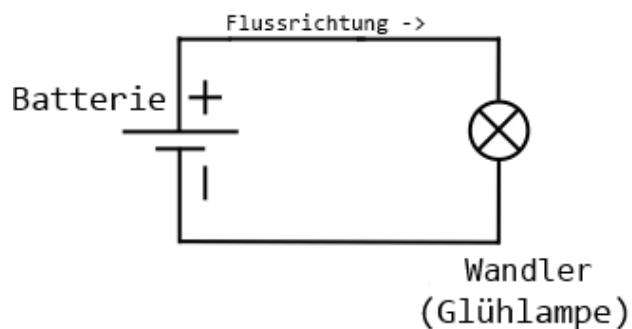 Flussrichtung ->
Batterie +
-
Wandler
(Glühlampe)